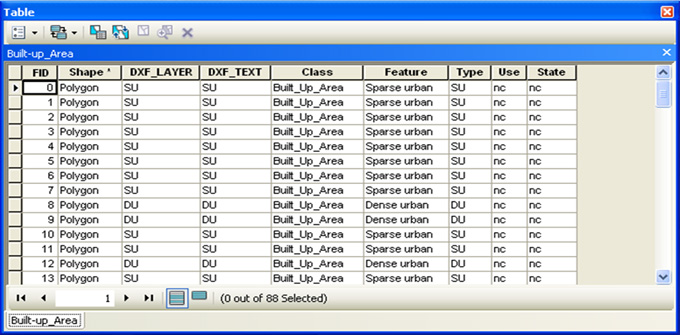 Table
Built-up_Area
FID Shape * DXF_LAYER DXF_TEXT Class Feature Type Use State
0 Polygon SU SU Built_Up_Area Sparse urban SU nc nc
1 Polygon SU SU Built_Up_Area Sparse urban SU nc nc
2 Polygon SU SU Built_Up_Area Sparse urban SU nc nc
3 Polygon SU SU Built_Up_Area Sparse urban SU nc nc
4 Polygon SU SU Built_Up_Area Sparse urban SU nc nc
5 Polygon SU SU Built_Up_Area Sparse urban SU nc nc
6 Polygon SU SU Built_Up_Area Sparse urban SU nc nc
7 Polygon SU SU Built_Up_Area Sparse urban SU nc nc
8 Polygon DU DU Built_Up_Area Dense urban DU nc nc
9 Polygon DU DU Built_Up_Area Dense urban DU nc nc
10 Polygon SU SU Built_Up_Area Sparse urban SU nc nc
11 Polygon SU SU Built_Up_Area Sparse urban SU nc nc
12 Polygon DU DU Built_Up_Area Dense urban DU nc nc
13 Polygon SU SU Built_Up_Area Sparse urban SU nc nc
1 (0 out of 88 Selected)
Built-up_Area